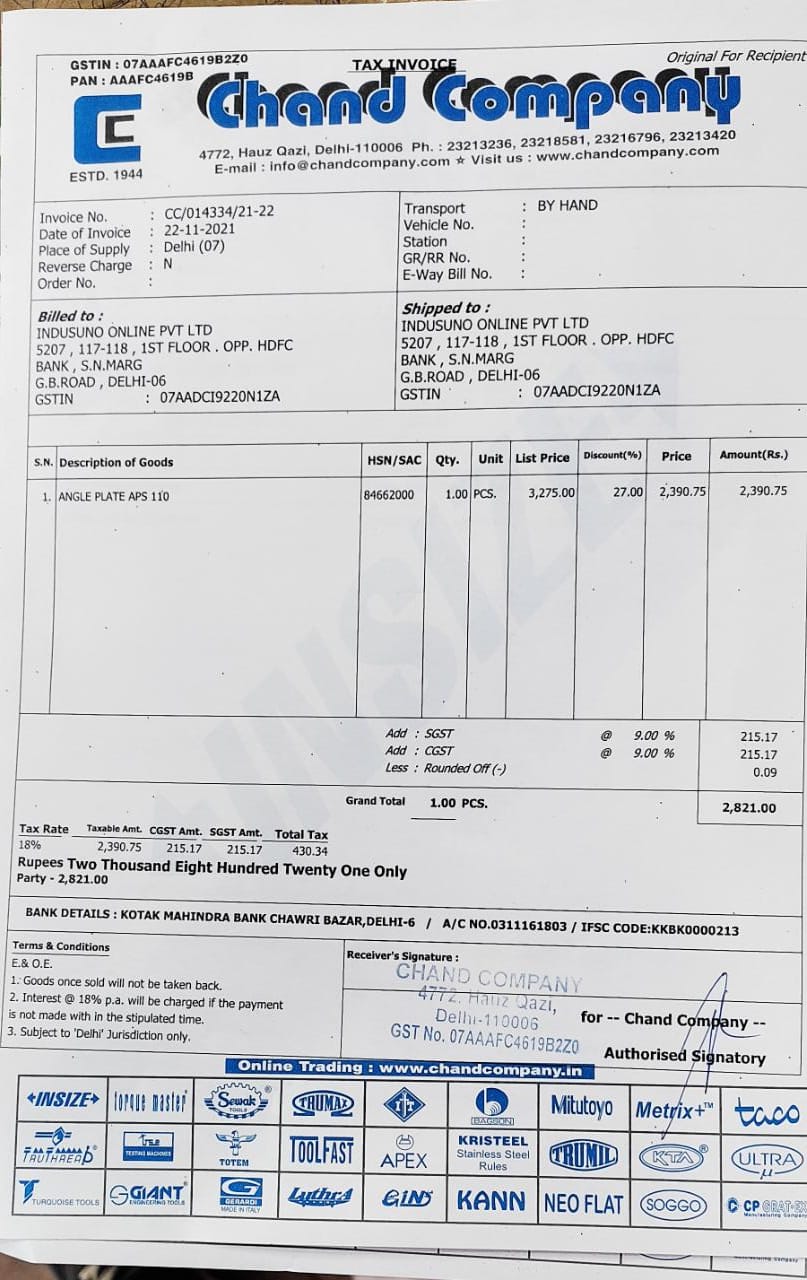 GSTIN : 07AAAFC4619B2Z0
TAX INVOICE
Original For Recipient
PAN : AAAFC4619B
Chand Company
ESTD. 1944
4772, Hauz Qazi, Delhi-110006 Ph. : 23213236, 23218581, 23216796, 23213420
E-mail : info@chandcompany.com ☆ Visit us : www.chandcompany.com
Invoice No. : CC/014334/21-22
Date of Invoice : 22-11-2021
Place of Supply : Delhi (07)
Reverse Charge : N
Order No. :
Transport : BY HAND
Vehicle No. :
Station :
GR/RR No. :
E-Way Bill No. :
Billed to :
INDUSUNO ONLINE PVT LTD
5207 , 117-118 , 1ST FLOOR . OPP. HDFC
BANK , S.N.MARG
G.B.ROAD , DELHI-06
GSTIN : 07AADCI9220N1ZA
Shipped to :
INDUSUNO ONLINE PVT LTD
5207 , 117-118 , 1ST FLOOR . OPP. HDFC
BANK , S.N.MARG
G.B.ROAD , DELHI-06
GSTIN : 07AADCI9220N1ZA
S.N. Description of Goods HSN/SAC Qty. Unit List Price Discount(%) Price Amount(Rs.)
1. ANGLE PLATE APS 110 84662000 1.00 PCS. 3,275.00 27.00 2,390.75 2,390.75
INSIZE
Add : SGST @ 9.00 % 215.17
Add : CGST @ 9.00 % 215.17
Less : Rounded Off (-) 0.09
Grand Total 1.00 PCS. 2,821.00
Tax Rate Taxable Amt. CGST Amt. SGST Amt. Total Tax
18% 2,390.75 215.17 215.17 430.34
Rupees Two Thousand Eight Hundred Twenty One Only
Party - 2,821.00
BANK DETAILS : KOTAK MAHINDRA BANK CHAWRI BAZAR,DELHI-6 / A/C NO.0311161803 / IFSC CODE:KKBK0000213
Terms & Conditions
E.& O.E.
1. Goods once sold will not be taken back.
2. Interest @ 18% p.a. will be charged if the payment
is not made with in the stipulated time.
3. Subject to 'Delhi' Jurisdiction only.
Receiver's Signature :
CHAND COMPANY
4772, Hauz Qazi,
Delhi-110006
GST No. 07AAAFC4619B2Z0
for -- Chand Company --
Authorised Signatory
Online Trading : www.chandcompany.in
INSIZE torque master Sewak TOOLS TRUMAX ITT BAGSON Mitutoyo Metrix+™ taco
TESTING MACHINES TOTEM TOOLFAST APEX KRISTEEL Stainless Steel Rules TRUMIL KTA ULTRA µ
TURQUOISE TOOLS GIANT ENGINEERING TOOLS GERARDI MADE IN ITALY Luthra KANN NEO FLAT SOGGO CP